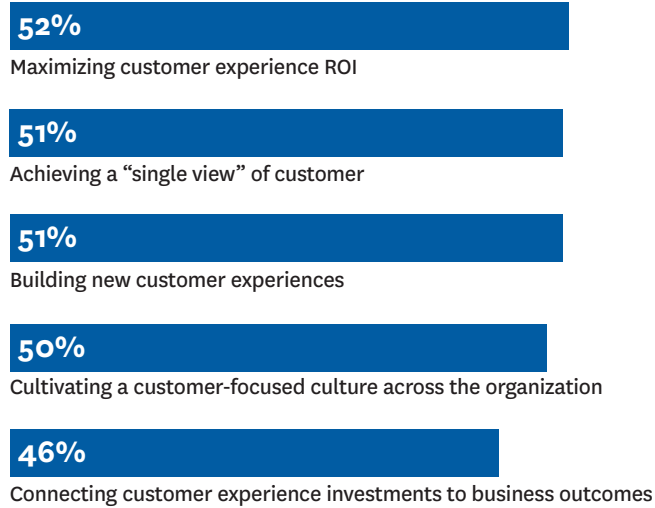 52%
Maximizing customer experience ROI
51%
Achieving a “single view” of customer
51%
Building new customer experiences
50%
Cultivating a customer-focused culture across the organization
46%
Connecting customer experience investments to business outcomes